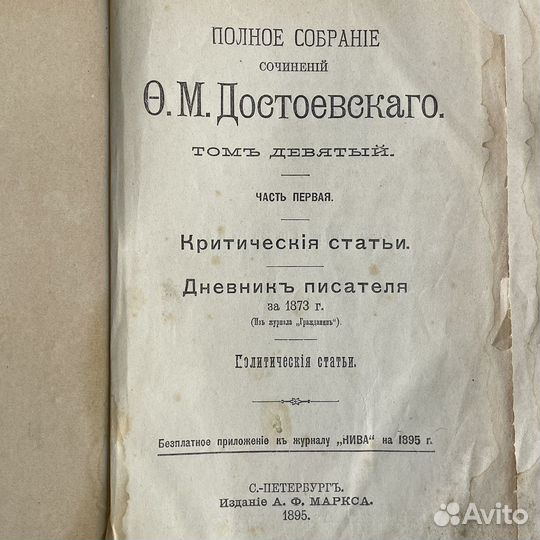 ПОЛНОЕ СОБРАНІЕ
СОЧИНЕНІЙ
Ѳ. М. Достоевскаго.
ТОМЪ ДЕВЯТЫЙ.
ЧАСТЬ ПЕРВАЯ.
Критическія статьи.
Дневникъ писателя
за 1873 г.
(Изъ журнала „Гражданинъ“).
Политическія статьи.
Безплатное приложеніе къ журналу „НИВА“ на 1895 г.
С.-ПЕТЕРБУРГЪ.
Изданіе А. Ф. МАРКСА.
1895.
Avito